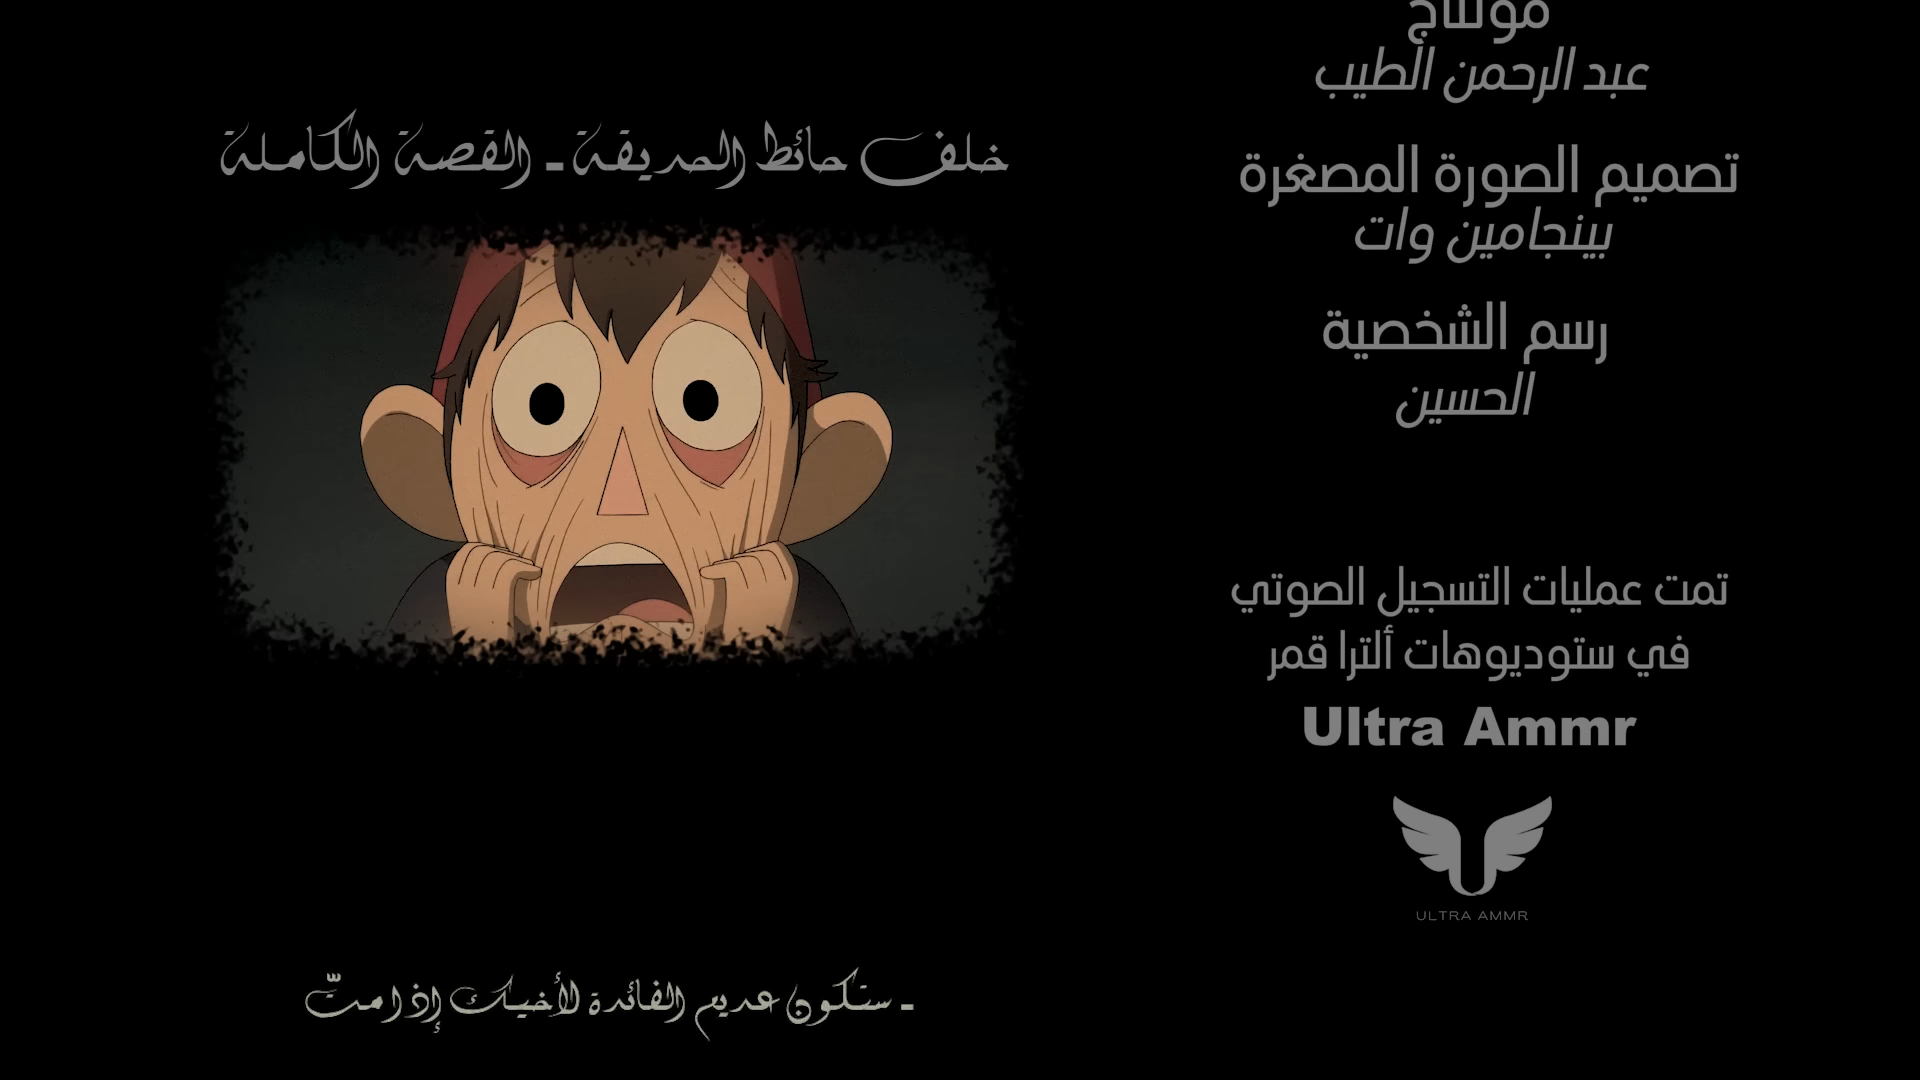 مونتاج
عبد الرحمن الطيب
تصميم الصورة المصغرة
بينجامين وات
رسم الشخصية
الحسين
تمت عمليات التسجيل الصوتي
في ستوديوهات ألترا قمر
Ultra Ammr
ULTRA AMMR
خلف حائط الحديقة - القصة الكاملة
- ستكون عديم الفائدة لأخيك إذا متّ